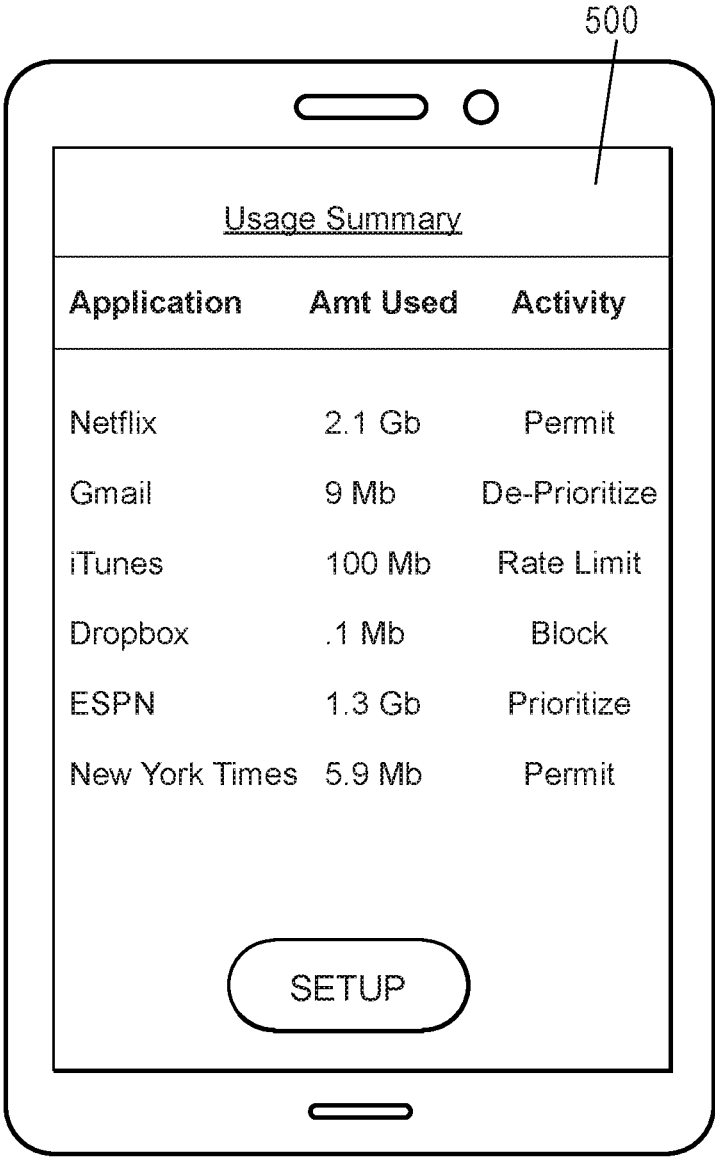 500
Usage Summary
Application Amt Used Activity
Netflix 2.1 Gb Permit
Gmail 9 Mb De-Prioritize
iTunes 100 Mb Rate Limit
Dropbox .1 Mb Block
ESPN 1.3 Gb Prioritize
New York Times 5.9 Mb Permit
SETUP